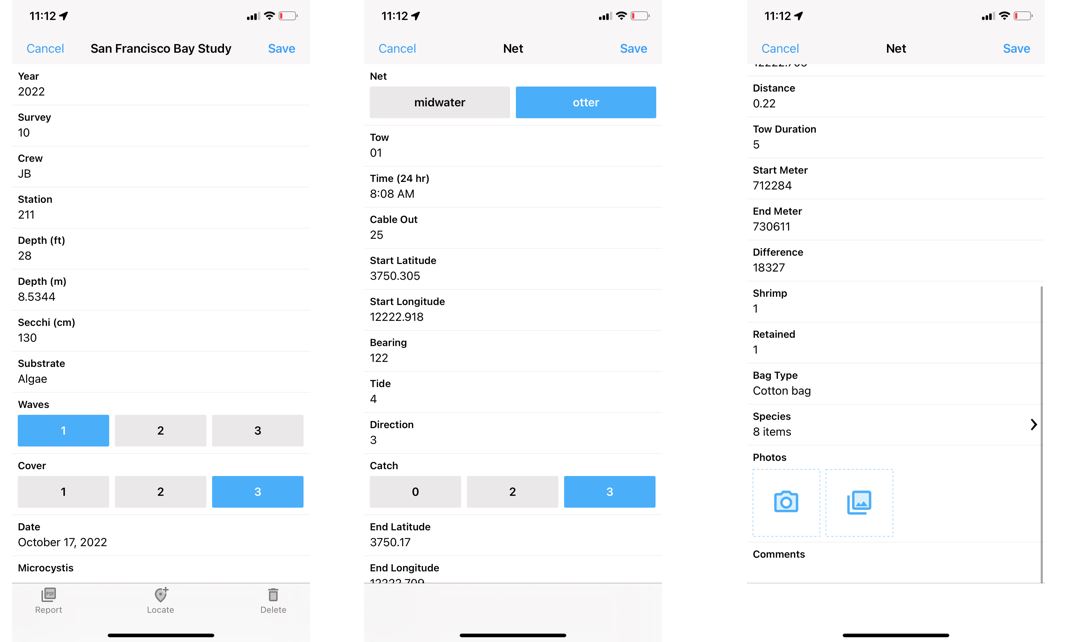 11:12
Cancel San Francisco Bay Study Save
Year
2022
Survey
10
Crew
JB
Station
211
Depth (ft)
28
Depth (m)
8.5344
Secchi (cm)
130
Substrate
Algae
Waves
1 2 3
Cover
1 2 3
Date
October 17, 2022
Microcystis
Report Locate Delete
11:12
Cancel Net Save
Net
midwater otter
Tow
01
Time (24 hr)
8:08 AM
Cable Out
25
Start Latitude
3750.305
Start Longitude
12222.918
Bearing
122
Tide
4
Direction
3
Catch
0 2 3
End Latitude
3750.17
End Longitude
12222.709
11:12
Cancel Net Save
12222.709
Distance
0.22
Tow Duration
5
Start Meter
712284
End Meter
730611
Difference
18327
Shrimp
1
Retained
1
Bag Type
Cotton bag
Species
8 items
Photos
Comments